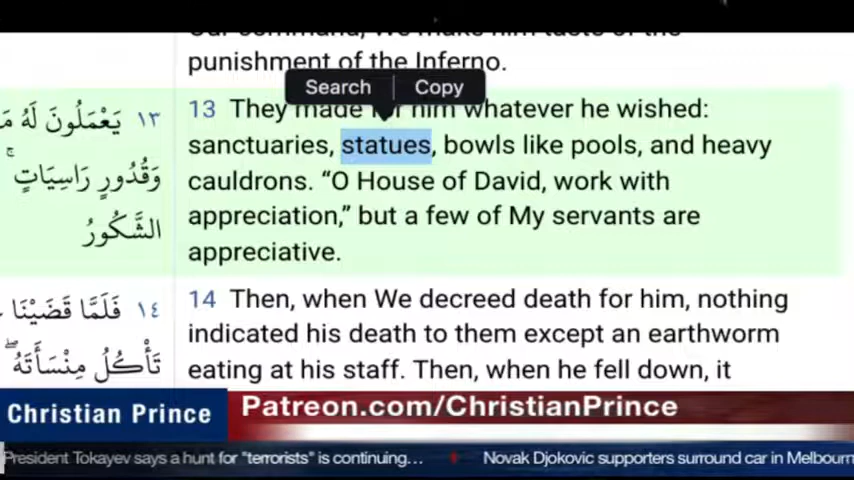 punishment of the Inferno.
Search | Copy
١٣ يَعْمَلُونَ لَهُ
13 They made for him whatever he wished:
sanctuaries, statues, bowls like pools, and heavy
وَقُدُورٍ رَاسِيَاتٍ ۚ
cauldrons. “O House of David, work with
appreciation,” but a few of My servants are
الشَّكُورُ
appreciative.
١٤ فَلَمَّا قَضَيْنَا
14 Then, when We decreed death for him, nothing
indicated his death to them except an earthworm
تَأْكُلُ مِنْسَأَتَهُ ۖ
eating at his staff. Then, when he fell down, it
Christian Prince
Patreon.com/ChristianPrince
President Tokayev says a hunt for "terrorists" is continuing...
Novak Djokovic supporters surround car in Melbourn